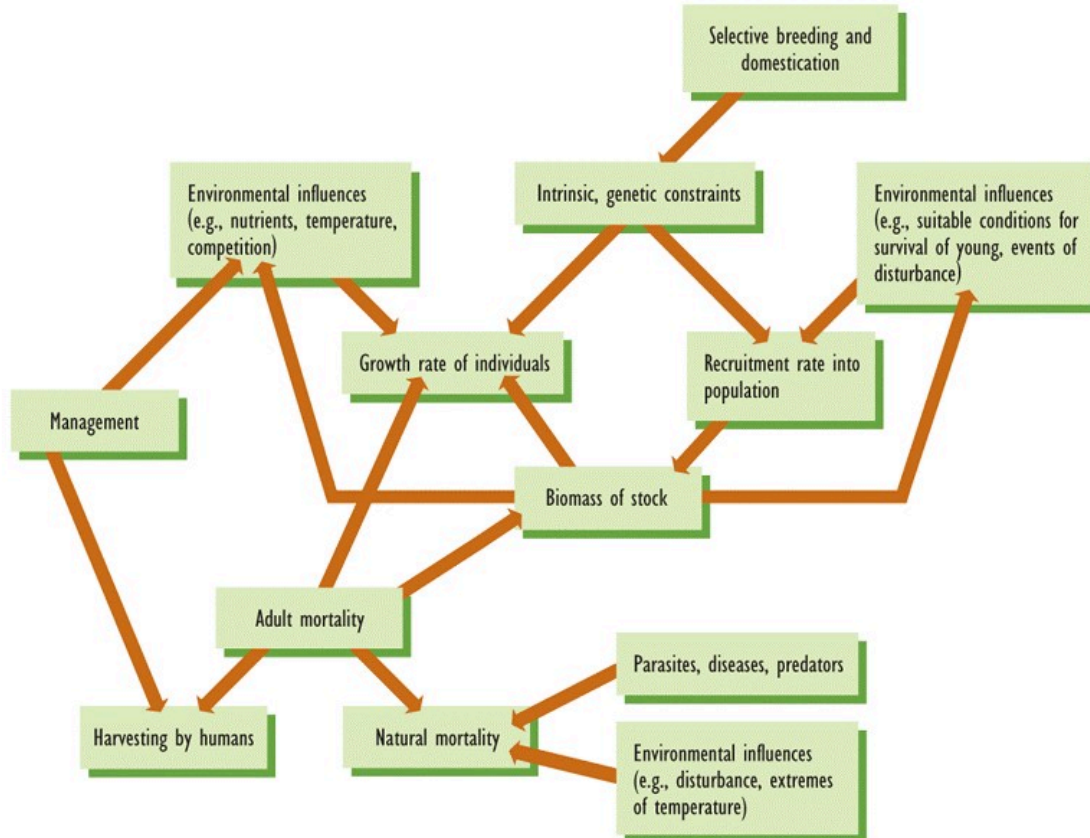 Selective breeding and
domestication
Environmental influences
(e.g., nutrients, temperature,
competition)
Intrinsic, genetic constraints
Environmental influences
(e.g., suitable conditions for
survival of young, events of
disturbance)
Growth rate of individuals
Recruitment rate into
population
Management
Biomass of stock
Adult mortality
Parasites, diseases, predators
Harvesting by humans
Natural mortality
Environmental influences
(e.g., disturbance, extremes
of temperature)